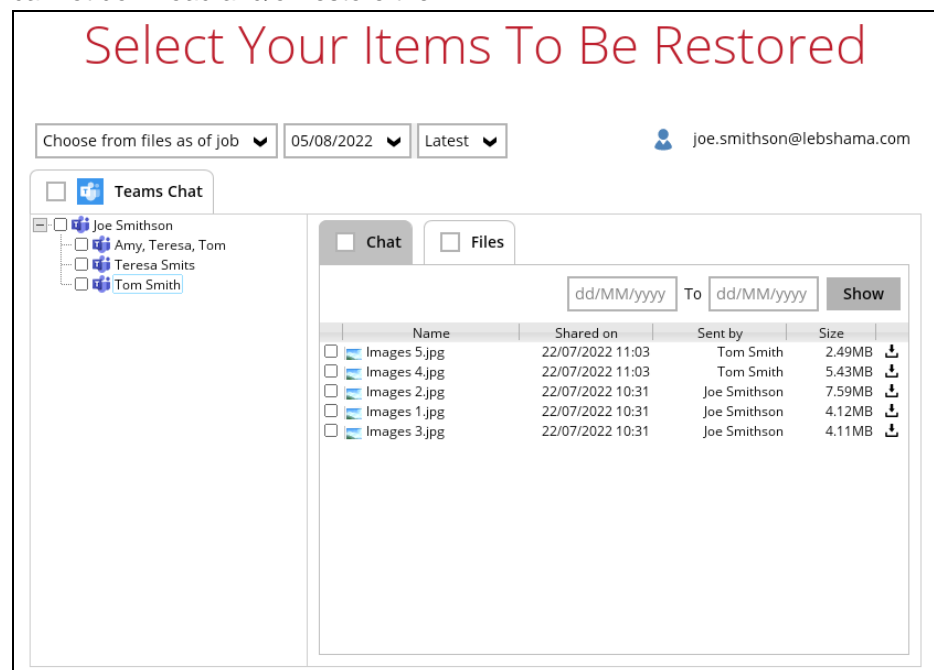 Select Your Items To Be Restored
Choose from files as of job 05/08/2022 Latest joe.smithson@lebshama.com
Teams Chat
Joe Smithson
Amy, Teresa, Tom
Teresa Smits
Tom Smith
Chat Files
dd/MM/yyyy To dd/MM/yyyy Show
Name Shared on Sent by Size
Images 5.jpg 22/07/2022 11:03 Tom Smith 2.49MB
Images 4.jpg 22/07/2022 11:03 Tom Smith 5.43MB
Images 2.jpg 22/07/2022 10:31 Joe Smithson 7.59MB
Images 1.jpg 22/07/2022 10:31 Joe Smithson 4.12MB
Images 3.jpg 22/07/2022 10:31 Joe Smithson 4.11MB